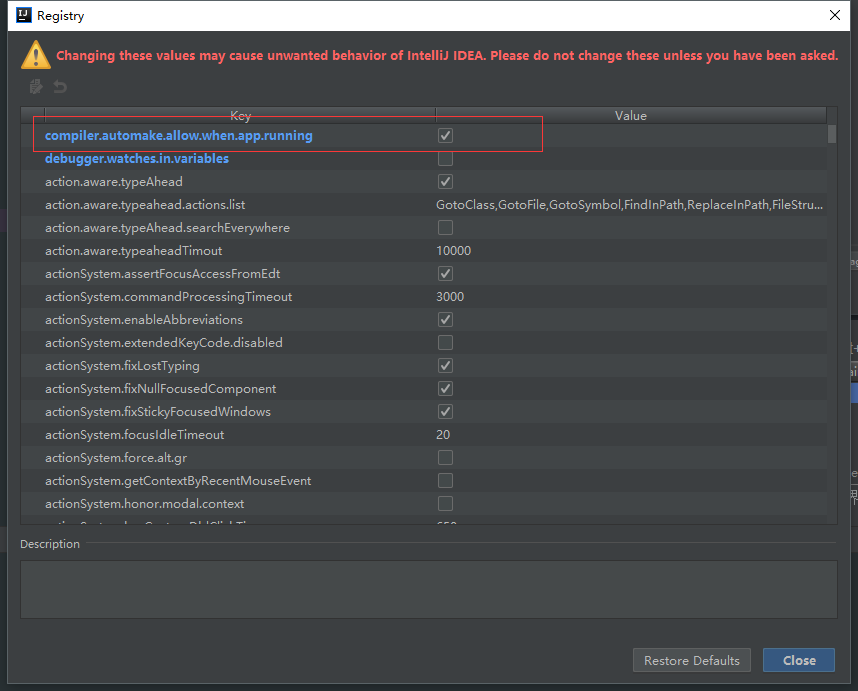 Registry
Changing these values may cause unwanted behavior of IntelliJ IDEA. Please do not change these unless you have been asked.
Key Value
compiler.automake.allow.when.app.running
debugger.watches.in.variables
action.aware.typeAhead
action.aware.typeahead.actions.list GotoClass,GotoFile,GotoSymbol,FindInPath,ReplaceInPath,FileStru...
action.aware.typeAhead.searchEverywhere
action.aware.typeaheadTimout 10000
actionSystem.assertFocusAccessFromEdt
actionSystem.commandProcessingTimeout 3000
actionSystem.enableAbbreviations
actionSystem.extendedKeyCode.disabled
actionSystem.fixLostTyping
actionSystem.fixNullFocusedComponent
actionSystem.fixStickyFocusedWindows
actionSystem.focusIdleTimeout 20
actionSystem.force.alt.gr
actionSystem.getContextByRecentMouseEvent
actionSystem.honor.modal.context
Description
Restore Defaults Close